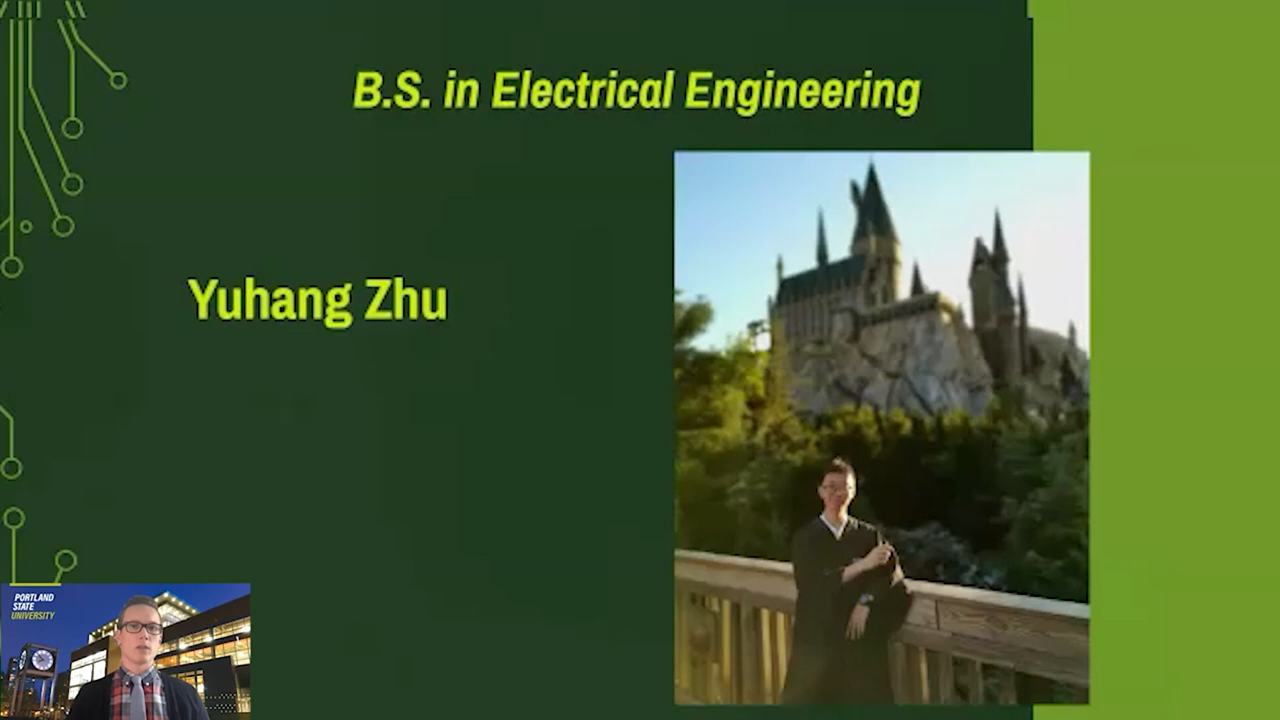 B.S. in Electrical Engineering
Yuhang Zhu
PORTLAND
STATE
UNIVERSITY